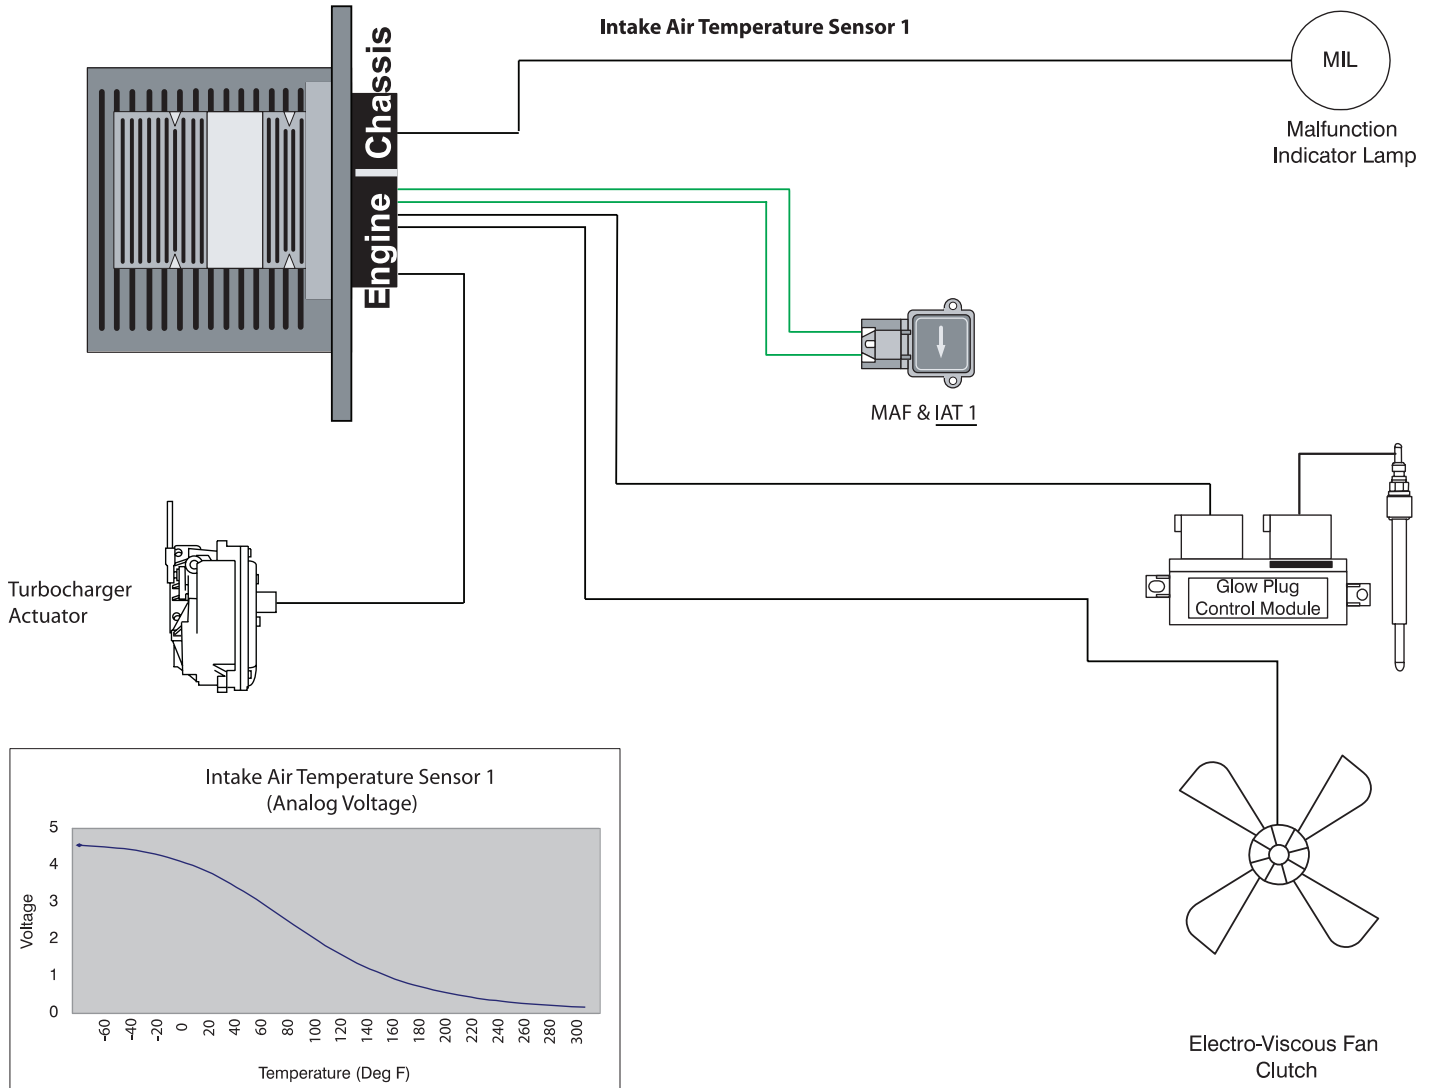 Intake Air Temperature Sensor 1
Chassis
Engine
MIL
Malfunction
Indicator Lamp
MAF & IAT 1
Glow Plug
Control Module
Turbocharger
Actuator
Electro-Viscous Fan
Clutch
Intake Air Temperature Sensor 1
(Analog Voltage)
Voltage
5
4
3
2
1
0
-60 -40 -20 0 20 40 60 80 100 120 140 160 180 200 220 240 260 280 300
Temperature (Deg F)